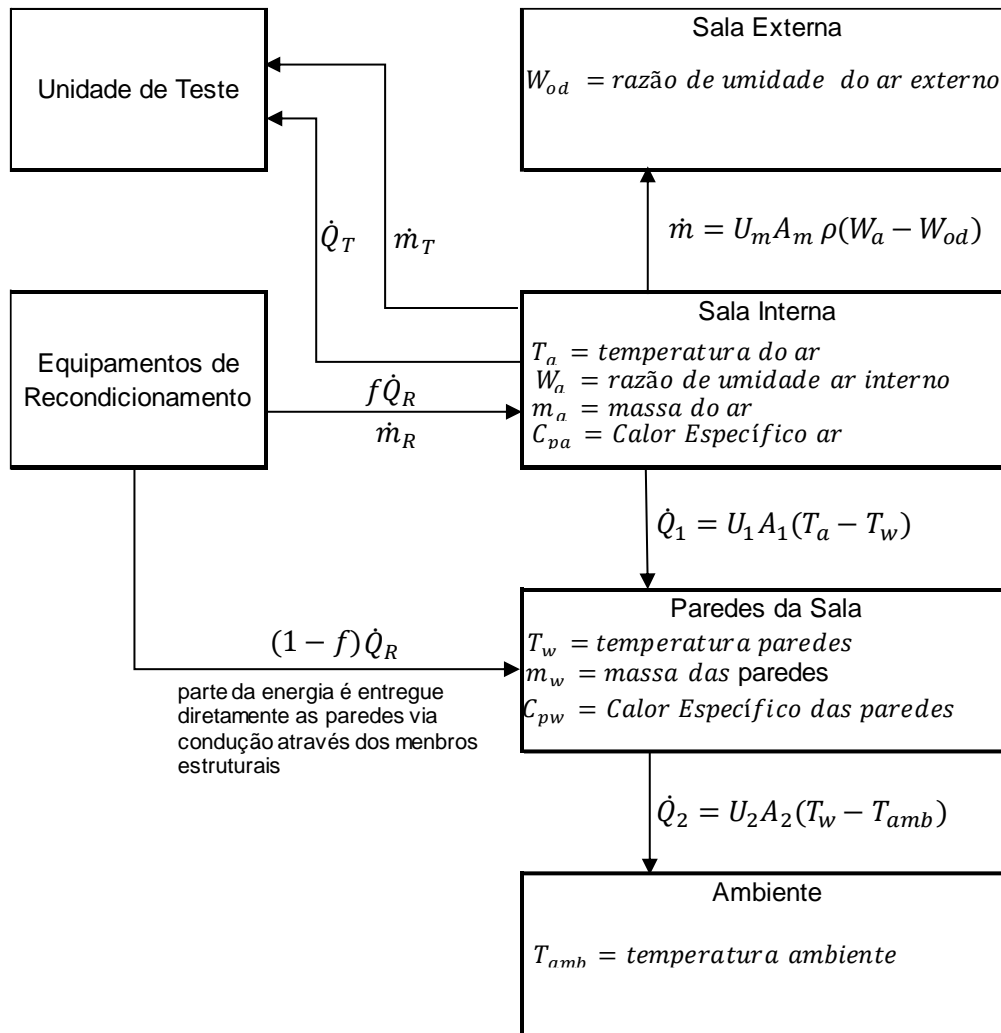 Unidade de Teste
Sala Externa
W_od = razão de umidade do ar externo
Q̇_T
ṁ_T
ṁ = U_m A_m ρ(W_a − W_od)
Equipamentos de
Recondicionamento
fQ̇_R
ṁ_R
Sala Interna
T_a = temperatura do ar
W_a = razão de umidade ar interno
m_a = massa do ar
C_pa = Calor Específico ar
Q̇_1 = U_1 A_1(T_a − T_w)
(1 − f)Q̇_R
parte da energia é entregue
diretamente as paredes via
condução através dos menbros
estruturais
Paredes da Sala
T_w = temperatura paredes
m_w = massa das paredes
C_pw = Calor Específico das paredes
Q̇_2 = U_2 A_2(T_w − T_amb)
Ambiente
T_amb = temperatura ambiente